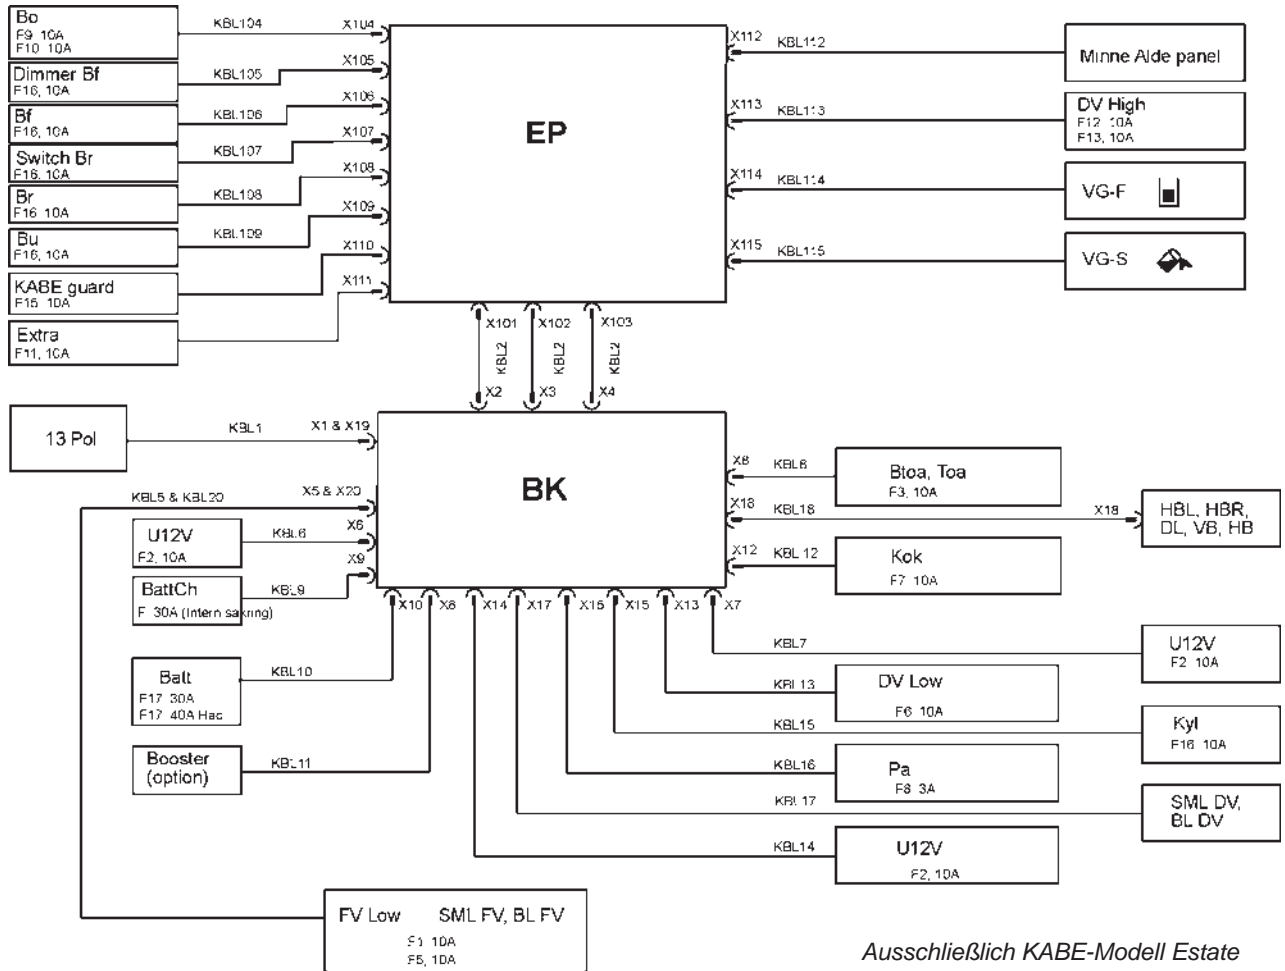 Bo
F9 10A
F10 10A
KBL104
X104
Dimmer Bf
F16, 10A
KBL105
X105
Bf
F16, 10A
KBL106
X106
Switch Br
F16, 10A
KBL107
X107
Br
F16 10A
KBL108
X108
Bu
F16, 10A
KBL109
X109
KABE guard
F15 10A
X110
Extra
F11, 10A
X111
EP
X112
KBL112
Minne Alde panel
X113
KBL113
DV High
F12 10A
F13, 10A
X114
KBL114
VG-F
X115
KBL115
VG-S
X101
X102
X103
KBL2
KBL2
KBL2
X2
X3
X4
13 Pol
KBL1
X1 & X19
KBL5 & KBL20
X5 & X20
U12V
F2, 10A
KBL6
X6
BattCh
F 30A (Intern säkring)
KBL9
X9
BK
X8
KBL8
Btoa, Toa
F3, 10A
X18
KBL18
X18
HBL, HBR,
DL, VB, HB
X12
KBL 12
Kok
F7 10A
X10
X8
X14
X17
X16
X15
X13
X7
KBL7
U12V
F2 10A
Batt
F17 30A
F17 40A Hac
KBL10
KBL13
DV Low
F6 10A
KBL15
Kyl
F16 10A
Booster
(option)
KBL11
KBL16
Pa
F8 3A
KBL17
SML DV,
BL DV
KBL14
U12V
F2, 10A
FV Low SML FV, BL FV
F1 10A
F5, 10A
Ausschließlich KABE-Modell Estate